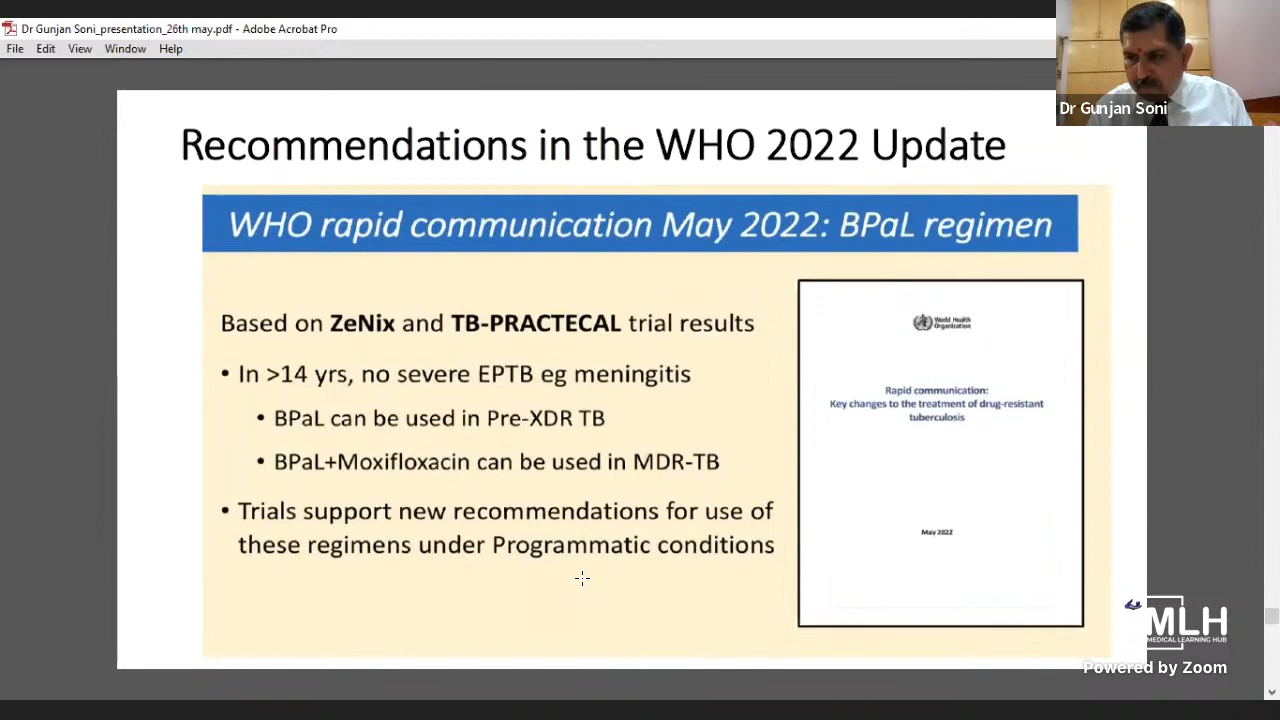 Dr Gunjan Soni_presentation_26th may.pdf - Adobe Acrobat Pro
File Edit View Window Help
Dr Gunjan Soni
Recommendations in the WHO 2022 Update
WHO rapid communication May 2022: BPaL regimen
Based on ZeNix and TB-PRACTECAL trial results
• In >14 yrs, no severe EPTB eg meningitis
• BPaL can be used in Pre-XDR TB
• BPaL+Moxifloxacin can be used in MDR-TB
• Trials support new recommendations for use of
these regimens under Programmatic conditions
World Health
Organization
Rapid communication:
Key changes to the treatment of drug-resistant
tuberculosis
May 2022
MLH
MEDICAL LEARNING HUB
Powered by Zoom